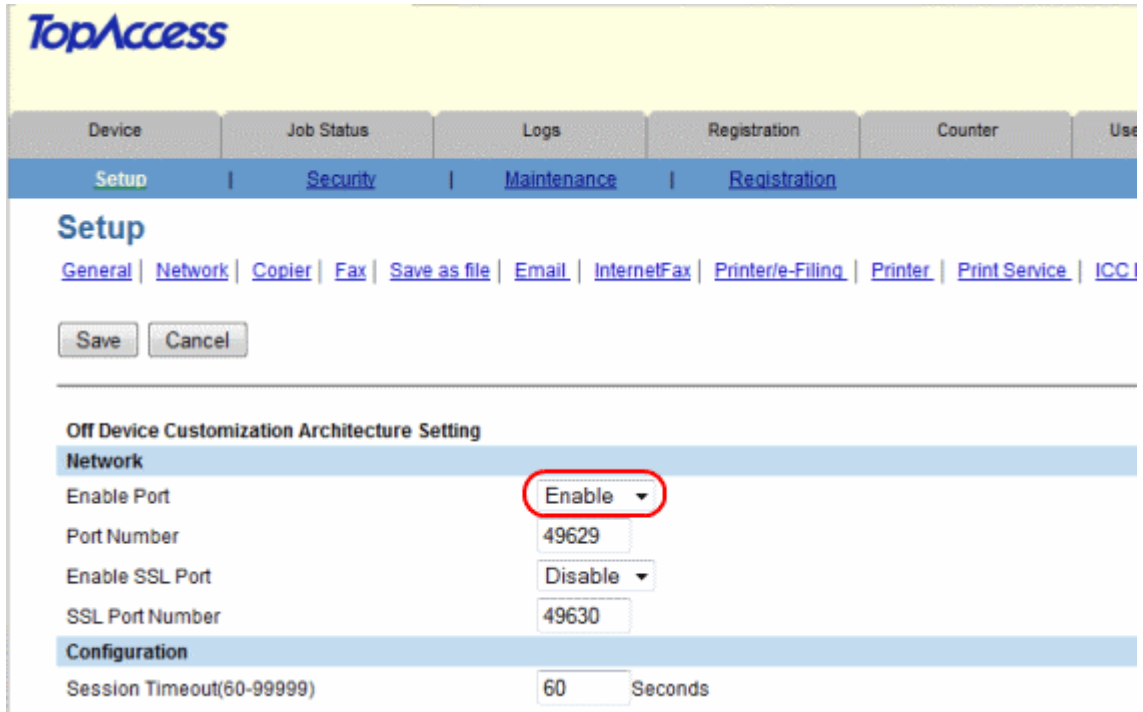 TopAccess
Device Job Status Logs Registration Counter Use
Setup | Security | Maintenance | Registration
Setup
General | Network | Copier | Fax | Save as file | Email | InternetFax | Printer/e-Filing | Printer | Print Service | ICC
Save Cancel
Off Device Customization Architecture Setting
Network
Enable Port Enable
Port Number 49629
Enable SSL Port Disable
SSL Port Number 49630
Configuration
Session Timeout(60-99999) 60 Seconds